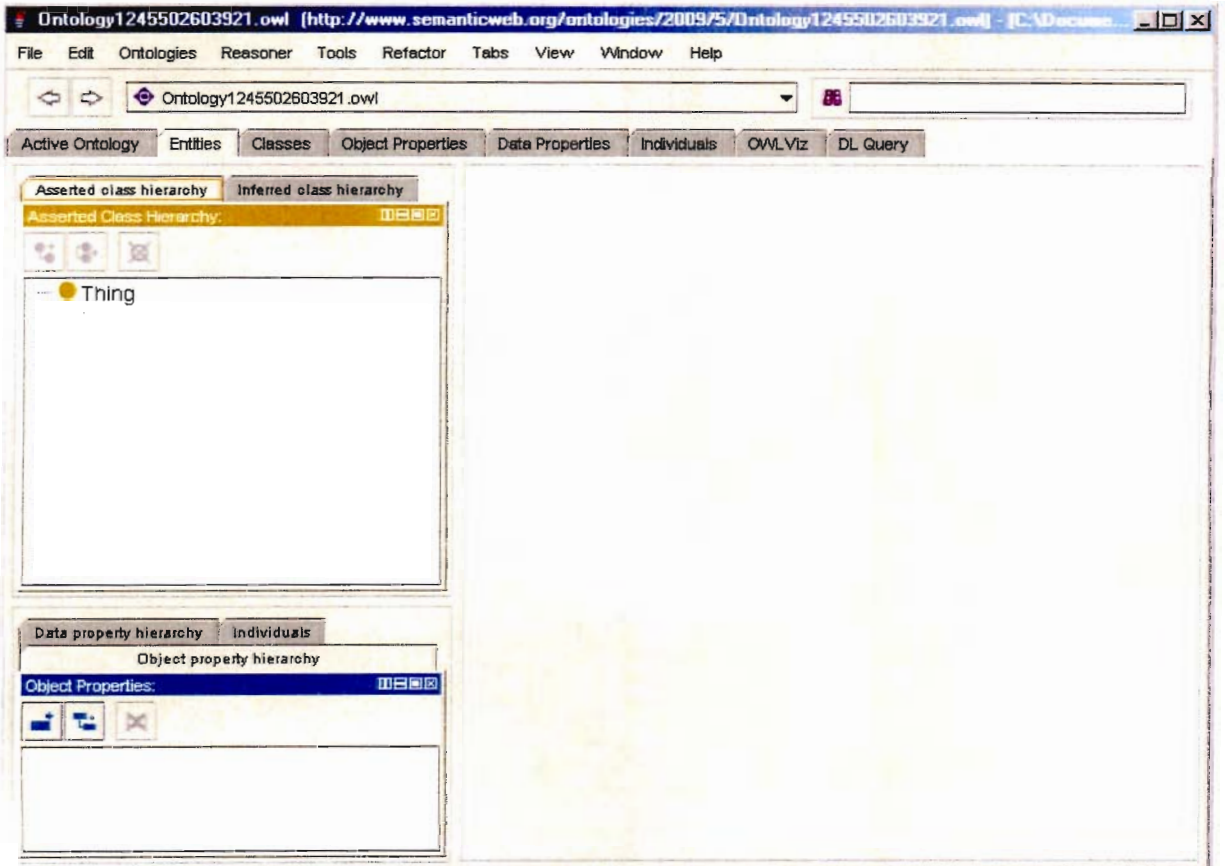 Ontology1245502603921.owl (http://www.semanticweb.org/ontologies/2009/5/Ontology1245502603921.owl) - [C:\Docume...
File Edit Ontologies Reasoner Tools Refactor Tabs View Window Help
Ontology1245502603921.owl
Active Ontology Entities Classes Object Properties Data Properties Individuals OWLViz DL Query
Asserted class hierarchy Inferred class hierarchy
Asserted Class Hierarchy:
Thing
Data property hierarchy Individuals
Object property hierarchy
Object Properties: